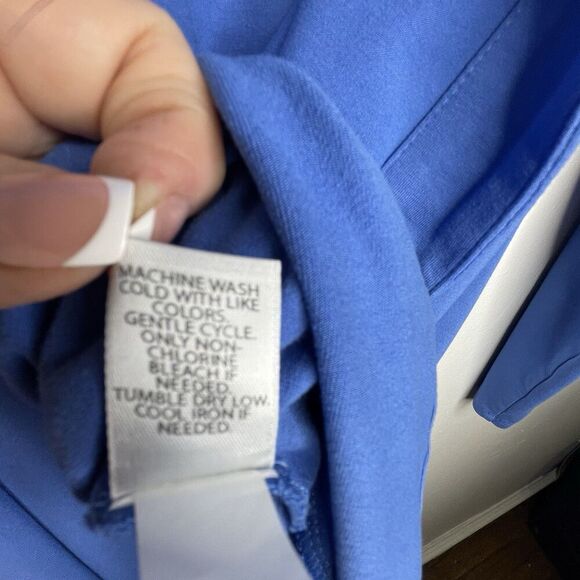 MACHINE WASH
COLD WITH LIKE
COLORS.
GENTLE CYCLE.
ONLY NON-
CHLORINE
BLEACH IF
NEEDED.
TUMBLE DRY LOW.
COOL IRON IF
NEEDED.